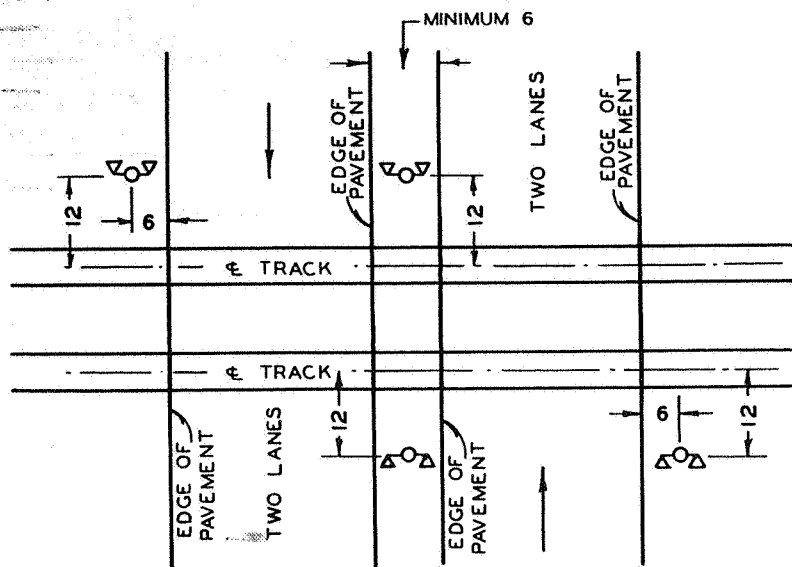 MINIMUM 6
EDGE OF
PAVEMENT
TWO LANES
EDGE OF
PAVEMENT
12
6
12
℄ TRACK
℄ TRACK
12
6
12
EDGE OF
PAVEMENT
TWO LANES
EDGE OF
PAVEMENT